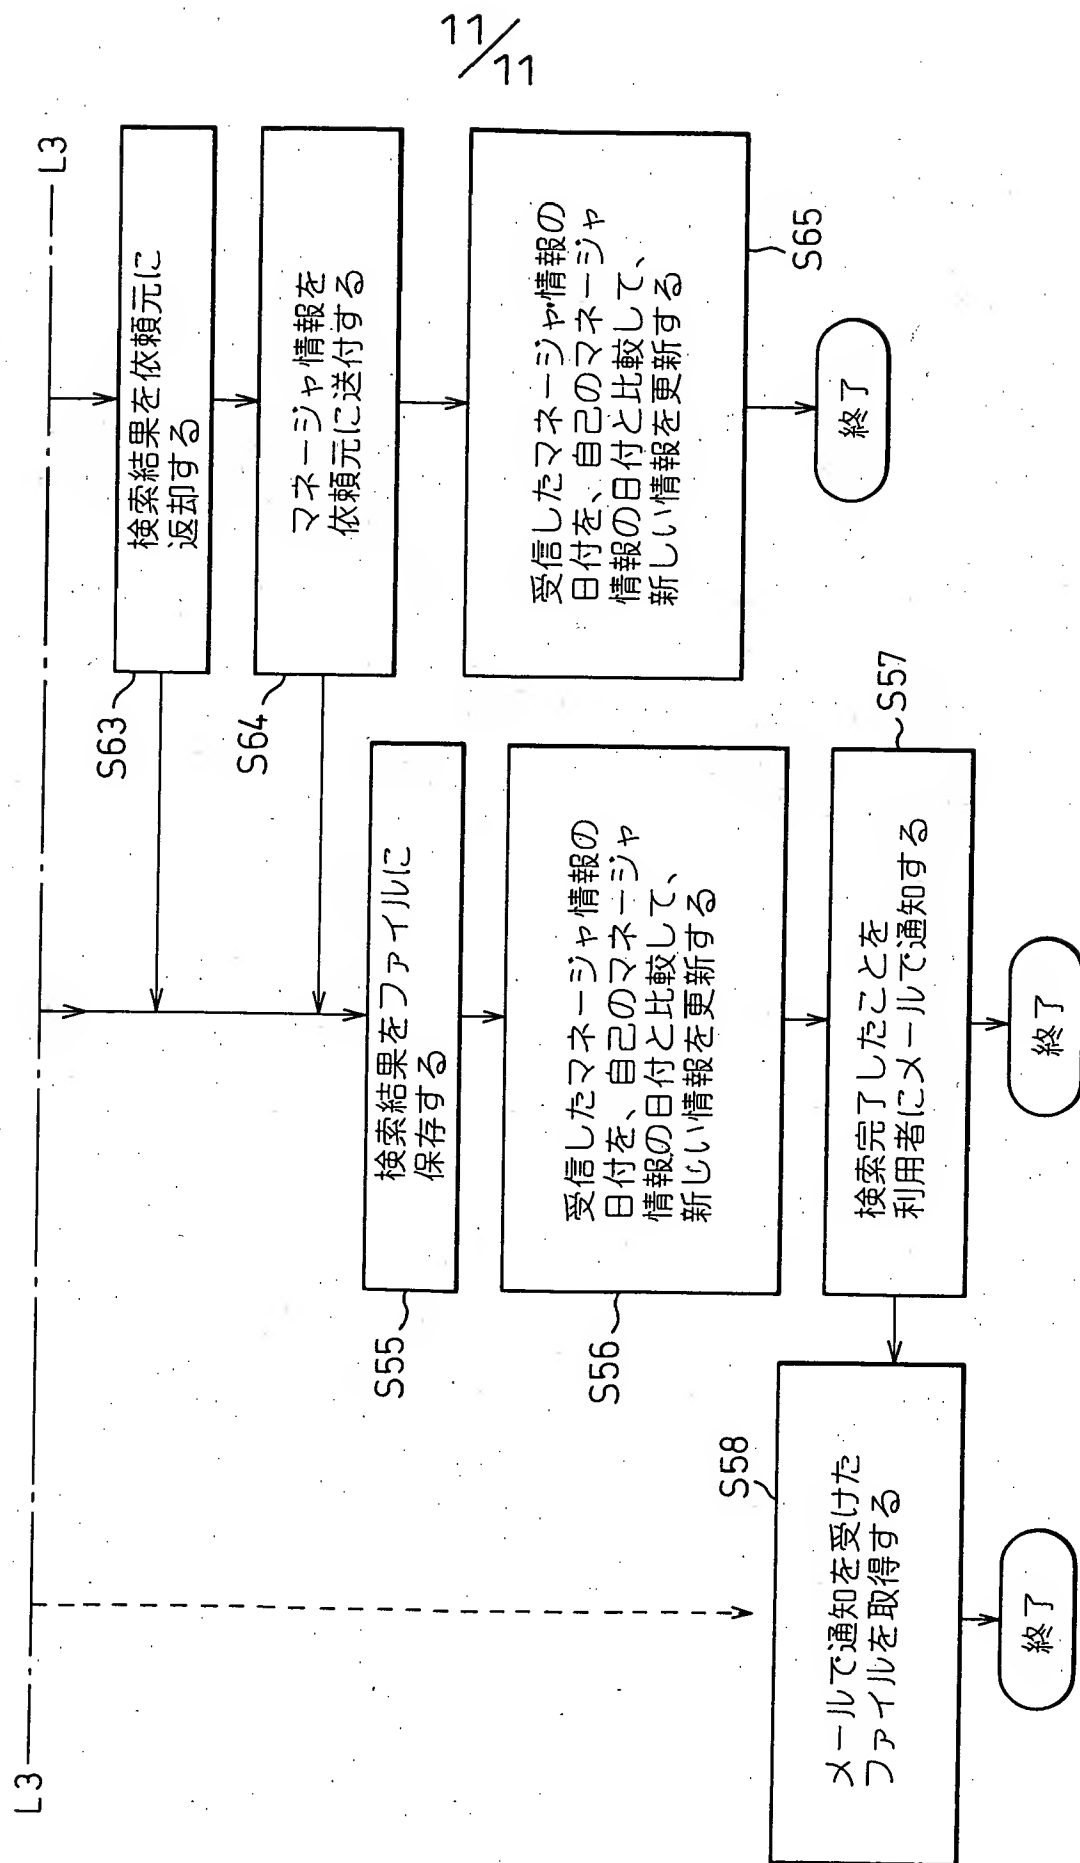 11/11
L3
L3
検索結果を依頼元に
返却する
S63
マネージャ情報を
依頼元に送付する
S64
受信したマネージャ情報の
日付を、自己のマネージャ
情報の日付と比較して、
新しい情報を更新する
S65
終了
検索結果をファイルに
保存する
S55
受信したマネージャ情報の
日付を、自己のマネージャ
情報の日付と比較して、
新しい情報を更新する
S56
検索完了したことを
利用者にメールで通知する
S57
終了
メールで通知を受けた
ファイルを取得する
S58
終了